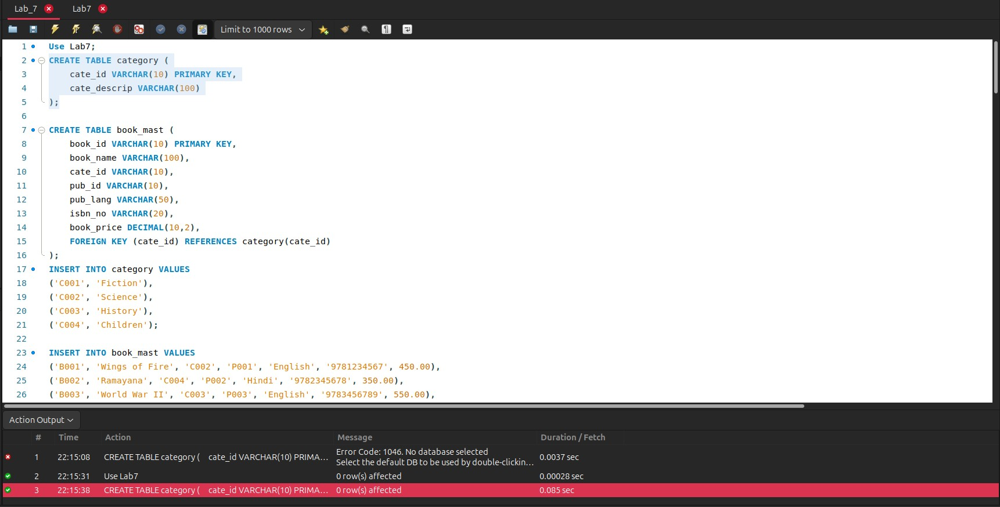 Lab_7 Lab7
Limit to 1000 rows
1 Use Lab7;
2 CREATE TABLE category (
3 cate_id VARCHAR(10) PRIMARY KEY,
4 cate_descrip VARCHAR(100)
5 );
6
7 CREATE TABLE book_mast (
8 book_id VARCHAR(10) PRIMARY KEY,
9 book_name VARCHAR(100),
10 cate_id VARCHAR(10),
11 pub_id VARCHAR(10),
12 pub_lang VARCHAR(50),
13 isbn_no VARCHAR(20),
14 book_price DECIMAL(10,2),
15 FOREIGN KEY (cate_id) REFERENCES category(cate_id)
16 );
17 INSERT INTO category VALUES
18 ('C001', 'Fiction'),
19 ('C002', 'Science'),
20 ('C003', 'History'),
21 ('C004', 'Children');
22
23 INSERT INTO book_mast VALUES
24 ('B001', 'Wings of Fire', 'C002', 'P001', 'English', '9781234567', 450.00),
25 ('B002', 'Ramayana', 'C004', 'P002', 'Hindi', '9782345678', 350.00),
26 ('B003', 'World War II', 'C003', 'P003', 'English', '9783456789', 550.00),
Action Output
# Time Action Message Duration / Fetch
1 22:15:08 CREATE TABLE category ( cate_id VARCHAR(10) PRIMA... Error Code: 1046. No database selected 0.0037 sec
Select the default DB to be used by double-clickin...
2 22:15:31 Use Lab7 0 row(s) affected 0.00028 sec
3 22:15:38 CREATE TABLE category ( cate_id VARCHAR(10) PRIMA... 0 row(s) affected 0.085 sec